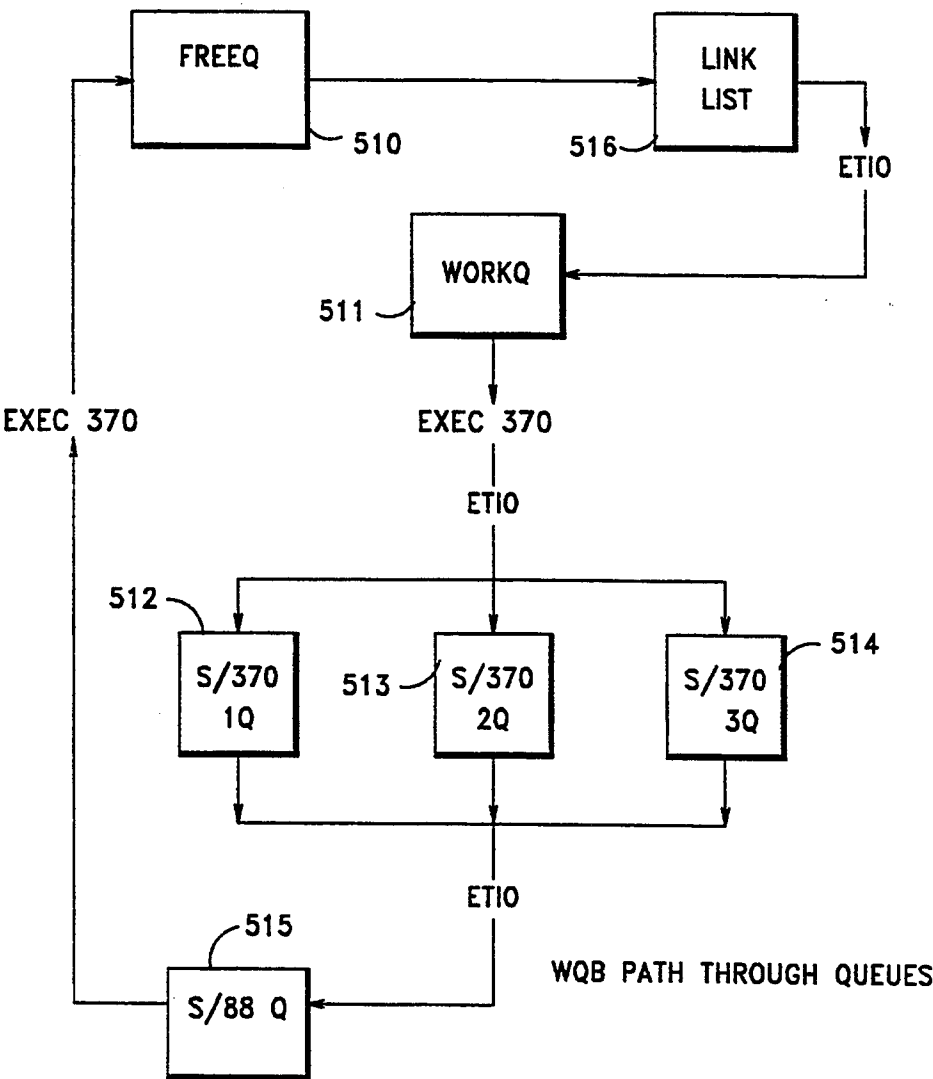 FREEQ
510
LINK
LIST
516
ETIO
WORKQ
511
EXEC 370
EXEC 370
ETIO
512
S/370
1Q
513
S/370
2Q
514
S/370
3Q
ETIO
515
S/88 Q
WQB PATH THROUGH QUEUES